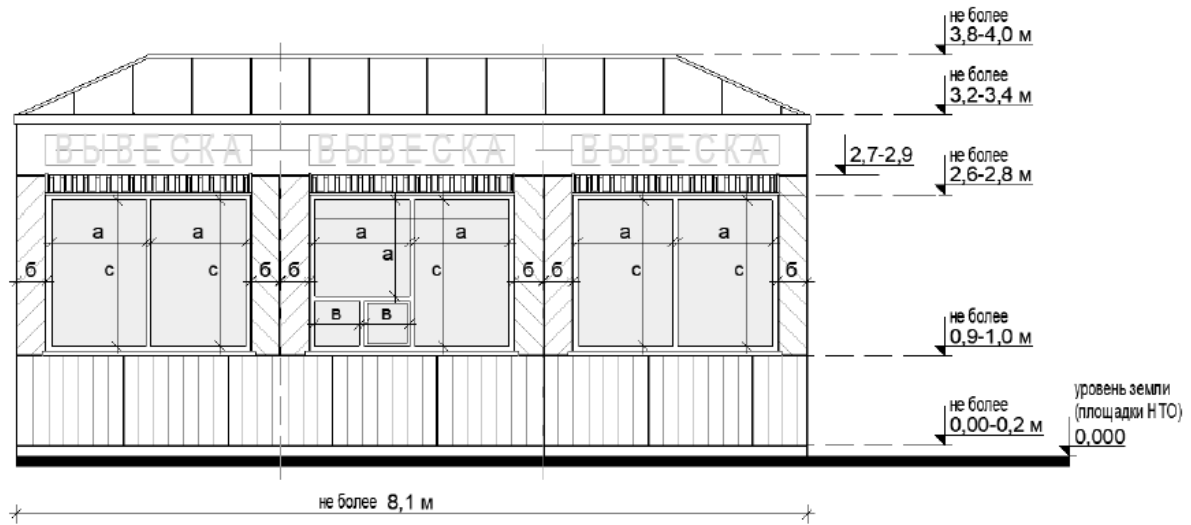 не более
3,8-4,0 м
не более
3,2-3,4 м
ВЫВЕСКА ВЫВЕСКА ВЫВЕСКА
2,7-2,9
не более
2,6-2,8 м
а а а а а а
а
с с с с с
б б б б б б
в в
не более
0,9-1,0 м
не более
0,00-0,2 м
уровень земли
(площадки НТО)
0,000
не более 8,1 м